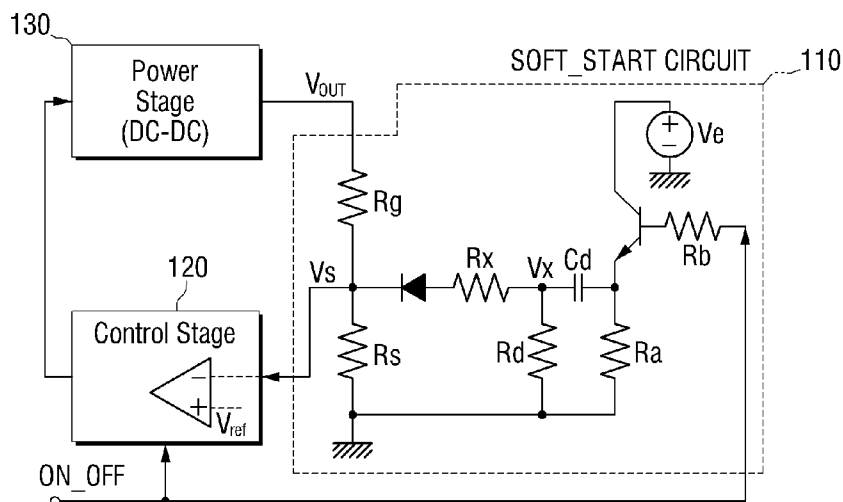 130
Power
Stage
(DC-DC)
VOUT
SOFT_START CIRCUIT
110
Ve
Rg
Rb
Vs
Rx
Vx
Cd
120
Control Stage
Rs
Rd
Ra
−
+
Vref
ON_OFF
+
−